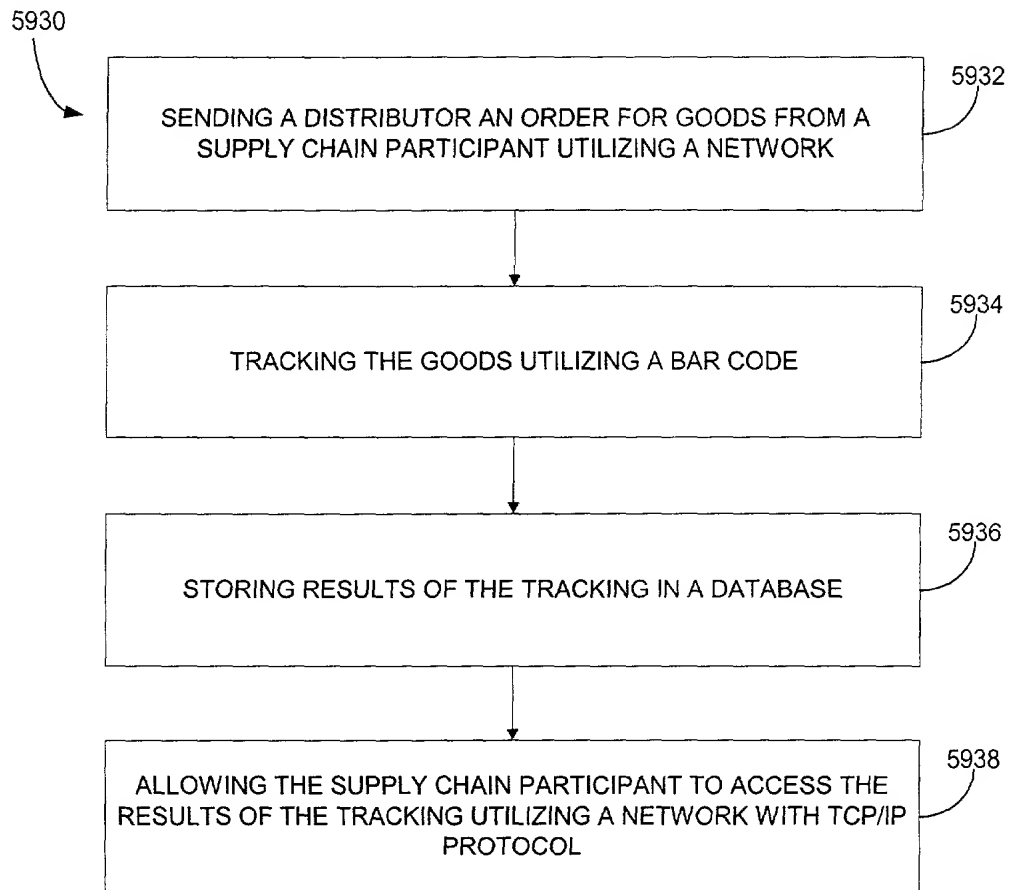 5930
5932
SENDING A DISTRIBUTOR AN ORDER FOR GOODS FROM A
SUPPLY CHAIN PARTICIPANT UTILIZING A NETWORK
5934
TRACKING THE GOODS UTILIZING A BAR CODE
5936
STORING RESULTS OF THE TRACKING IN A DATABASE
5938
ALLOWING THE SUPPLY CHAIN PARTICIPANT TO ACCESS THE
RESULTS OF THE TRACKING UTILIZING A NETWORK WITH TCP/IP
PROTOCOL